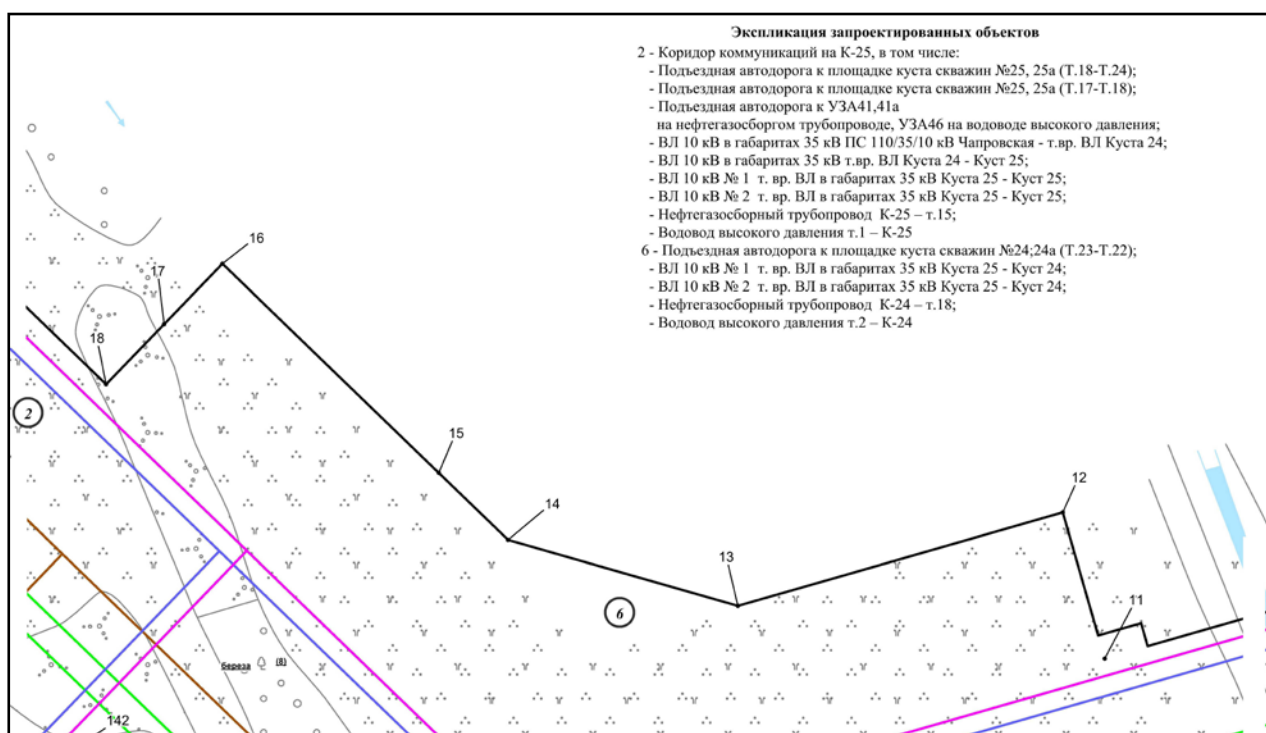 Экспликация запроектированных объектов
2 - Коридор коммуникаций на К-25, в том числе:
- Подъездная автодорога к площадке куста скважин №25, 25а (Т.18-Т.24);
- Подъездная автодорога к площадке куста скважин №25, 25а (Т.17-Т.18);
- Подъездная автодорога к УЗА41,41а
на нефтегазосборгом трубопроводе, УЗА46 на водоводе высокого давления;
- ВЛ 10 кВ в габаритах 35 кВ ПС 110/35/10 кВ Чапровская - т.вр. ВЛ Куста 24;
- ВЛ 10 кВ в габаритах 35 кВ т.вр. ВЛ Куста 24 - Куст 25;
- ВЛ 10 кВ № 1 т. вр. ВЛ в габаритах 35 кВ Куста 25 - Куст 25;
- ВЛ 10 кВ № 2 т. вр. ВЛ в габаритах 35 кВ Куста 25 - Куст 25;
- Нефтегазосборный трубопровод К-25 – т.15;
- Водовод высокого давления т.1 – К-25
6 - Подъездная автодорога к площадке куста скважин №24;24а (Т.23-Т.22);
- ВЛ 10 кВ № 1 т. вр. ВЛ в габаритах 35 кВ Куста 25 - Куст 24;
- ВЛ 10 кВ № 2 т. вр. ВЛ в габаритах 35 кВ Куста 25 - Куст 24;
- Нефтегазосборный трубопровод К-24 – т.18;
- Водовод высокого давления т.2 – К-24
16
17
18
2
15
14
12
13
11
6
береза (8)
142